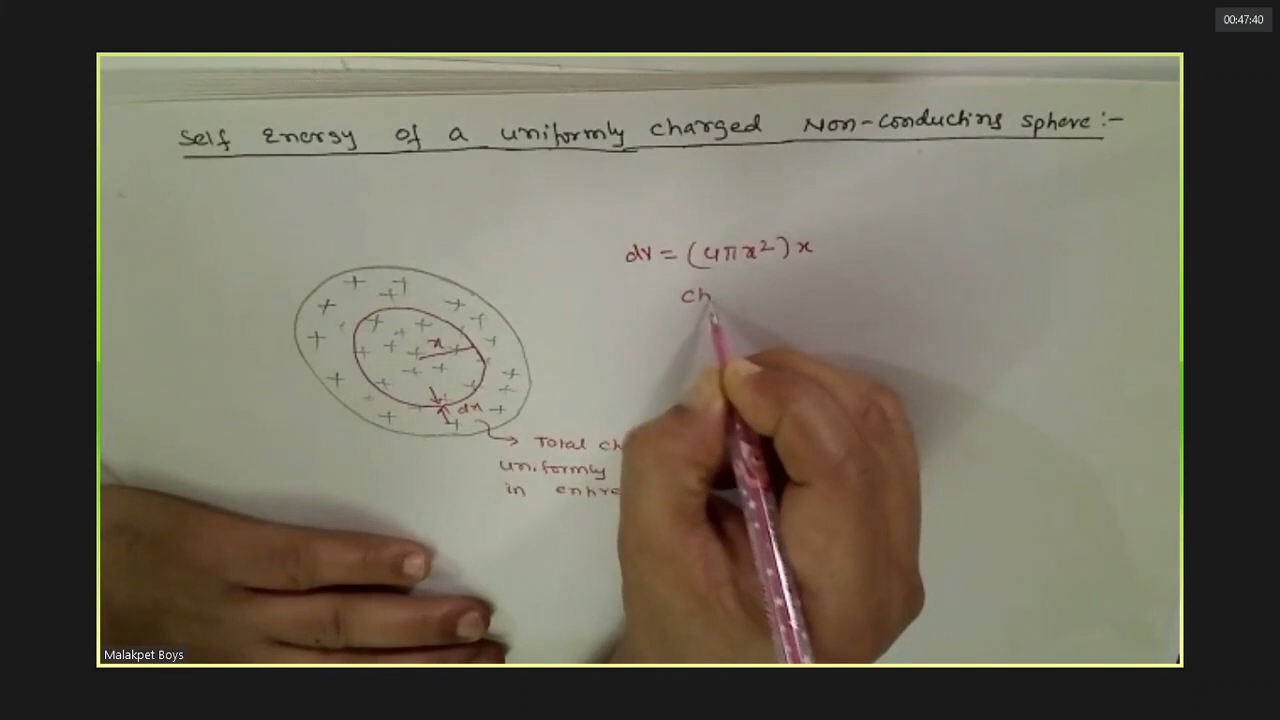 00:47:40
Self Energy of a uniformly charged Non-conducting sphere:-
dv = (4πx²)x
Ch
x
dx
Total ch
uniformly
in entire
Malakpet Boys